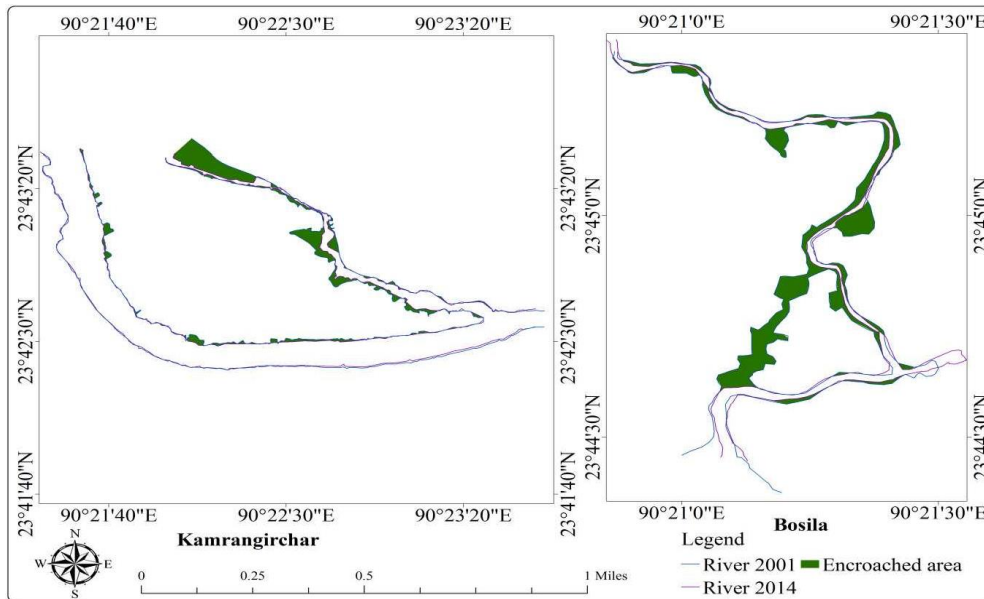 90°21'40"E 90°22'30"E 90°23'20"E
23°43'20"N 23°43'20"N
23°42'30"N 23°42'30"N
23°41'40"N 23°41'40"N
90°21'40"E 90°22'30"E 90°23'20"E
Kamrangirchar
90°21'0"E 90°21'30"E
23°45'0"N 23°45'0"N
23°44'30"N 23°44'30"N
90°21'0"E 90°21'30"E
Bosila
Legend
River 2001 Encroached area
River 2014
N
W E
S
0 0.25 0.5 1 Miles